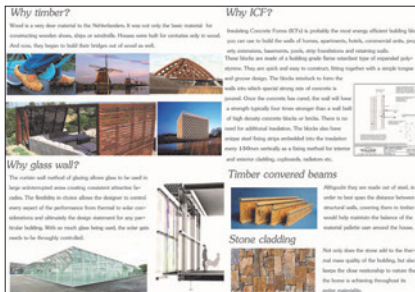 Why timber?
Wood is a very dear material to the Netherlands. It was not only the basic material for
constructing wooden shoes, ships or windmills. Houses were built for centuries only in wood.
And now, they began to build their bridges out of wood as well.
Why glass wall?
The curtain wall method of glazing allows glass to be used in
large uninterrupted areas creating consistent attractive fa-
cades. The flexibility in choice allows the designer to control
every aspect of the performance from thermal to solar con-
siderations and ultimately the design statement for any par-
ticular building. With so much glass being used, the solar gain
needs to be throughly controlled.
Why ICF?
Insulating Concrete Forms (ICFs) is probably the most energy efficient building blo
you can use to build the walls of homes, apartments, hotels, commercial units, prop
erty extensions, basements, pools, strip foundations and retaining walls.
These blocks are made of a building grade flame retardant type of expanded poly-
styrene. They are quick and easy to construct, fitting together with a simple tongue
and groove design. The blocks interlock to form the
walls into which special strong mix of concrete is
poured. Once the concrete has cured, the wall will have
a strength typically four times stronger than a wall built
of high density concrete blocks or bricks. There is no
need for additional insulation. The blocks also have
unique steel fixing strips embedded into the insulation
every vertically as a fixing method for interior
and exterior cladding, cupboards, radiators etc.
Timber convered beams
Although they are made out of steel, in
order to best span the distance between
structural walls, covering them in timber
would help maintain the balance of the
material pallette used around the house.
Stone cladding
Not only does the stone add to the ther-
mal mass quality of the building, but also
keeps the close relationship to nature that
the house is achieving throughout its
entire materiality.